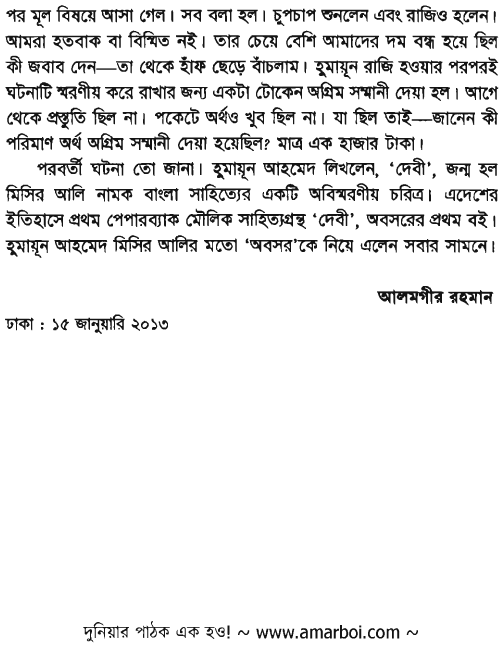 পর মূল বিষয়ে আসা গেল। সব বলা হল। চুপচাপ শুনলেন এবং রাজিও হলেন।
আমরা হতবাক বা বিস্মিত নই। তার চেয়ে বেশি আমাদের দম বন্ধ হয়ে ছিল
কী জবাব দেন—তা থেকে হাঁফ ছেড়ে বাঁচলাম। হুমায়ূন রাজি হওয়ার পরপরই
ঘটনাটি স্মরণীয় করে রাখার জন্য একটা টোকেন অগ্রিম সম্মানী দেয়া হল। আগে
থেকে প্রস্তুতি ছিল না। পকেটে অর্থও খুব ছিল না। যা ছিল তাই—জানেন কী
পরিমাণ অর্থ অগ্রিম সম্মানী দেয়া হয়েছিল? মাত্র এক হাজার টাকা।
পরবর্তী ঘটনা তো জানা। হুমায়ূন আহমেদ লিখলেন, ‘দেবী’, জন্ম হল
মিসির আলি নামক বাংলা সাহিত্যের একটি অবিস্মরণীয় চরিত্র। এদেশের
ইতিহাসে প্রথম পেপারব্যাক মৌলিক সাহিত্যগ্রন্থ ‘দেবী’, অবসরের প্রথম বই।
হুমায়ূন আহমেদ মিসির আলির মতো ‘অবসর’কে নিয়ে এলেন সবার সামনে।
আলমগীর রহমান
ঢাকা : ১৫ জানুয়ারি ২০১৩
দুনিয়ার পাঠক এক হও! ~ www.amarboi.com ~